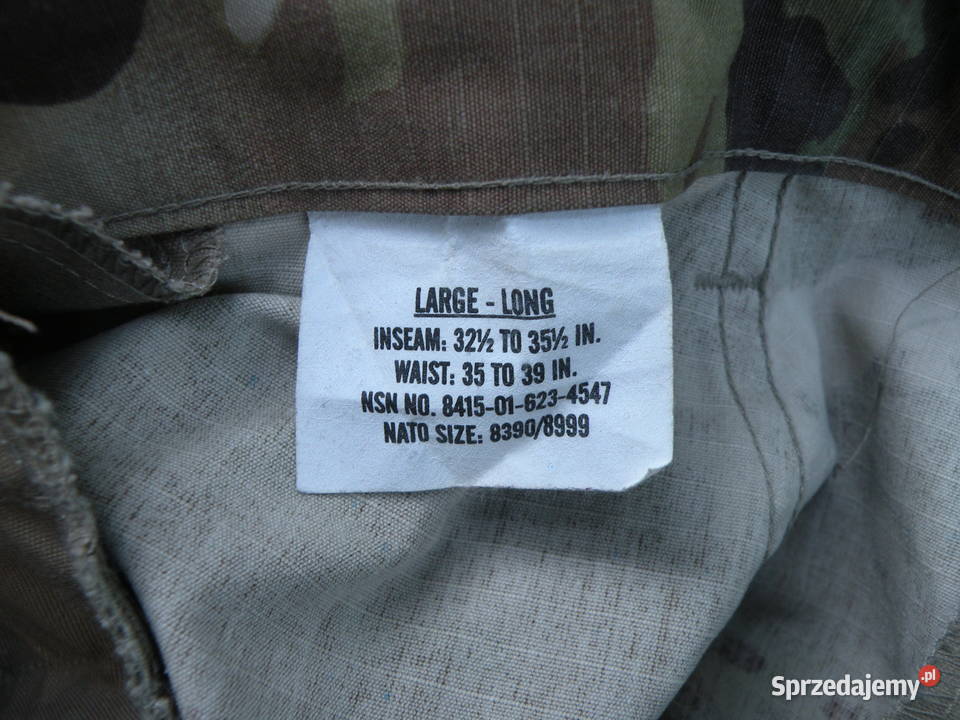 LARGE - LONG
INSEAM: 32½ TO 35½ IN.
WAIST: 35 TO 39 IN.
NSN NO. 8415-01-623-4547
NATO SIZE: 8390/8999
Sprzedajemy.pl